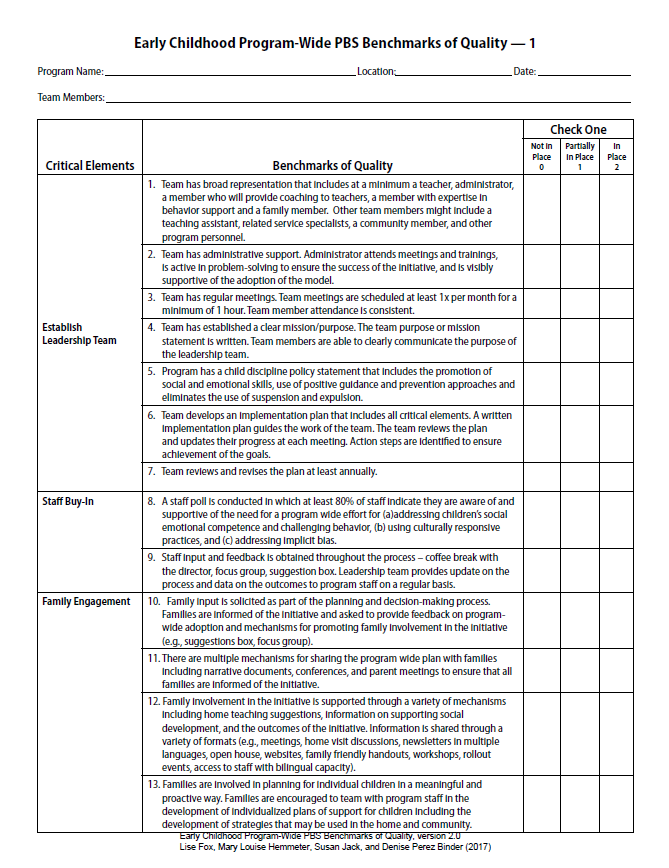 Early Childhood Program-Wide PBS Benchmarks of Quality — 1
Program Name: Location: Date:
Team Members:
Critical Elements
Benchmarks of Quality
Check One
Not In Place 0
Partially In Place 1
In Place 2
Establish
Leadership Team
1. Team has broad representation that includes at a minimum a teacher, administrator,
a member who will provide coaching to teachers, a member with expertise in
behavior support and a family member. Other team members might include a
teaching assistant, related service specialists, a community member, and other
program personnel.
2. Team has administrative support. Administrator attends meetings and trainings,
is active in problem-solving to ensure the success of the initiative, and is visibly
supportive of the adoption of the model.
3. Team has regular meetings. Team meetings are scheduled at least 1x per month for a
minimum of 1 hour. Team member attendance is consistent.
4. Team has established a clear mission/purpose. The team purpose or mission
statement is written. Team members are able to clearly communicate the purpose of
the leadership team.
5. Program has a child discipline policy statement that includes the promotion of
social and emotional skills, use of positive guidance and prevention approaches and
eliminates the use of suspension and expulsion.
6. Team develops an implementation plan that includes all critical elements. A written
implementation plan guides the work of the team. The team reviews the plan
and updates their progress at each meeting. Action steps are identified to ensure
achievement of the goals.
7. Team reviews and revises the plan at least annually.
Staff Buy-In
8. A staff poll is conducted in which at least 80% of staff indicate they are aware of and
supportive of the need for a program wide effort for (a)addressing children's social
emotional competence and challenging behavior, (b) using culturally responsive
practices, and (c) addressing implicit bias.
9. Staff input and feedback is obtained throughout the process – coffee break with
the director, focus group, suggestion box. Leadership team provides update on the
process and data on the outcomes to program staff on a regular basis.
Family Engagement
10. Family input is solicited as part of the planning and decision-making process.
Families are informed of the initiative and asked to provide feedback on program-
wide adoption and mechanisms for promoting family involvement in the initiative
(e.g., suggestions box, focus group).
11. There are multiple mechanisms for sharing the program wide plan with families
including narrative documents, conferences, and parent meetings to ensure that all
families are informed of the initiative.
12. Family involvement in the initiative is supported through a variety of mechanisms
including home teaching suggestions, information on supporting social
development, and the outcomes of the initiative. Information is shared through a
variety of formats (e.g., meetings, home visit discussions, newsletters in multiple
languages, open house, websites, family friendly handouts, workshops, rollout
events, access to staff with bilingual capacity).
13. Families are involved in planning for individual children in a meaningful and
proactive way. Families are encouraged to team with program staff in the
development of individualized plans of support for children including the
development of strategies that may be used in the home and community.
Early Childhood Program-Wide PBS Benchmarks of Quality, version 2.0
Lise Fox, Mary Louise Hemmeter, Susan Jack, and Denise Perez Binder (2017)